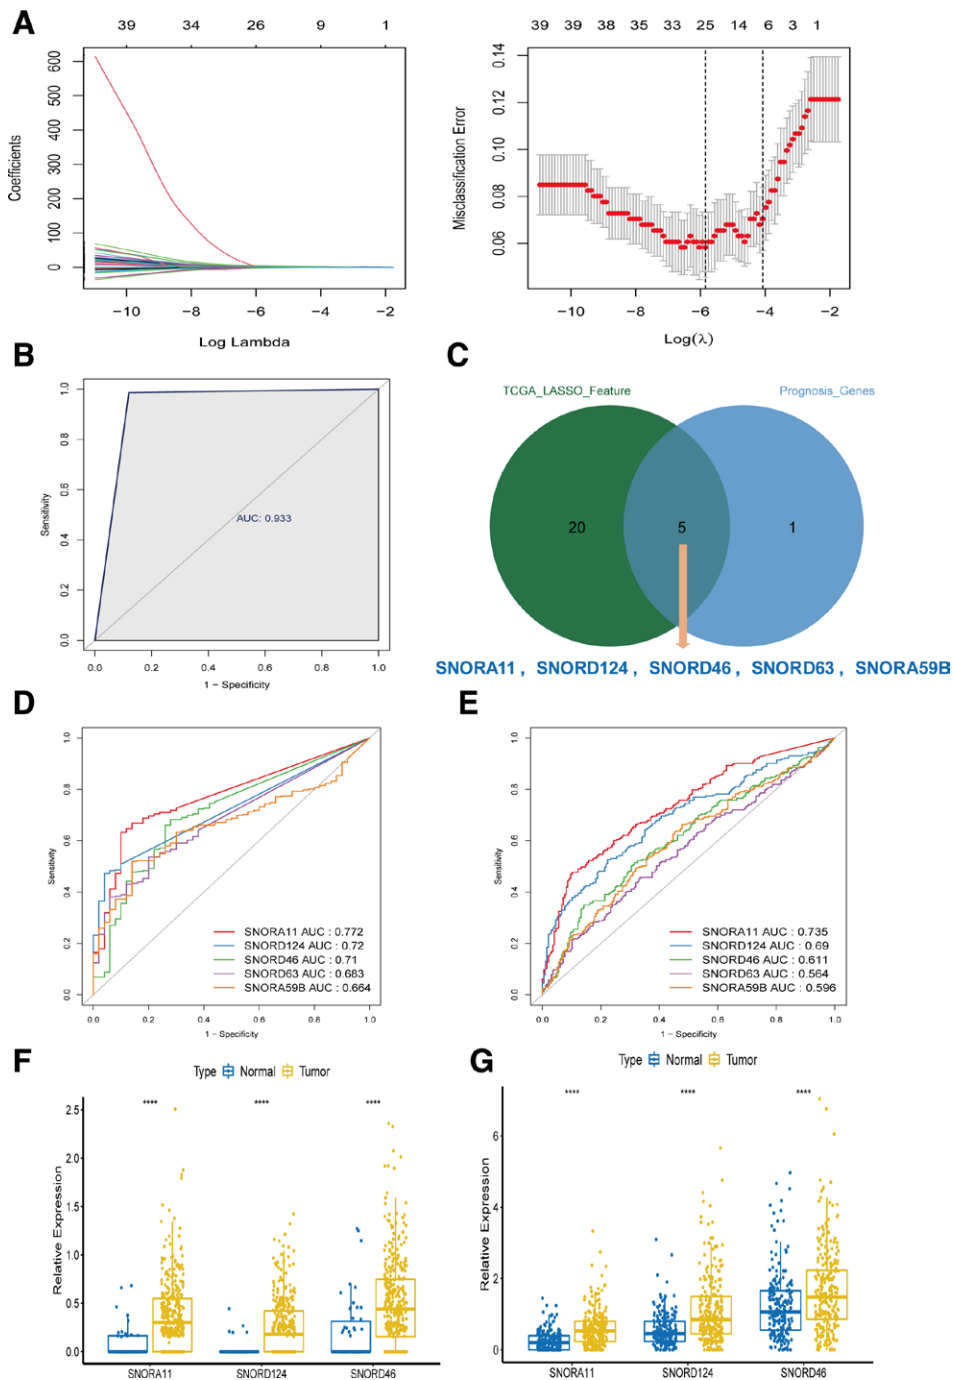 A
39 34 26 9 1
600
500
400
300
200
100
0
Coefficients
−10 −8 −6 −4 −2
Log Lambda
39 39 38 35 33 25 14 6 3 1
0.14
0.12
0.10
0.08
0.06
Misclassification Error
−10 −8 −6 −4 −2
Log(λ)
B
1.0
0.8
0.6
0.4
0.2
0.0
Sensitivity
AUC: 0.933
0.0 0.2 0.4 0.6 0.8 1.0
1 − Specificity
C
TCGA_LASSO_Feature Prognosis_Genes
20 5 1
SNORA11 , SNORD124 , SNORD46 , SNORD63 , SNORA59B
D
1.0
0.8
0.6
0.4
0.2
0.0
Sensitivity
SNORA11 AUC : 0.772
SNORD124 AUC : 0.72
SNORD46 AUC : 0.71
SNORD63 AUC : 0.683
SNORA59B AUC : 0.664
0.0 0.2 0.4 0.6 0.8 1.0
1 − Specificity
E
1.0
0.8
0.6
0.4
0.2
0.0
Sensitivity
SNORA11 AUC : 0.735
SNORD124 AUC : 0.69
SNORD46 AUC : 0.611
SNORD63 AUC : 0.564
SNORA59B AUC : 0.596
0.0 0.2 0.4 0.6 0.8 1.0
1 − Specificity
F
Type Normal Tumor
**** **** ****
2.5
2.0
1.5
1.0
0.5
0.0
Relative Expression
SNORA11 SNORD124 SNORD46
G
Type Normal Tumor
**** **** ****
6
4
2
0
Relative Expression
SNORA11 SNORD124 SNORD46